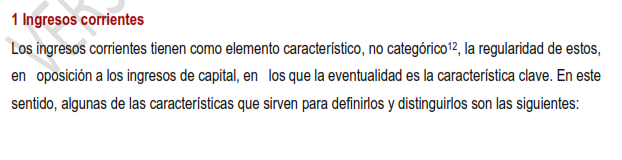 1 Ingresos corrientes
Los ingresos corrientes tienen como elemento característico, no categórico12, la regularidad de estos,
en oposición a los ingresos de capital, en los que la eventualidad es la característica clave. En este
sentido, algunas de las características que sirven para definirlos y distinguirlos son las siguientes: